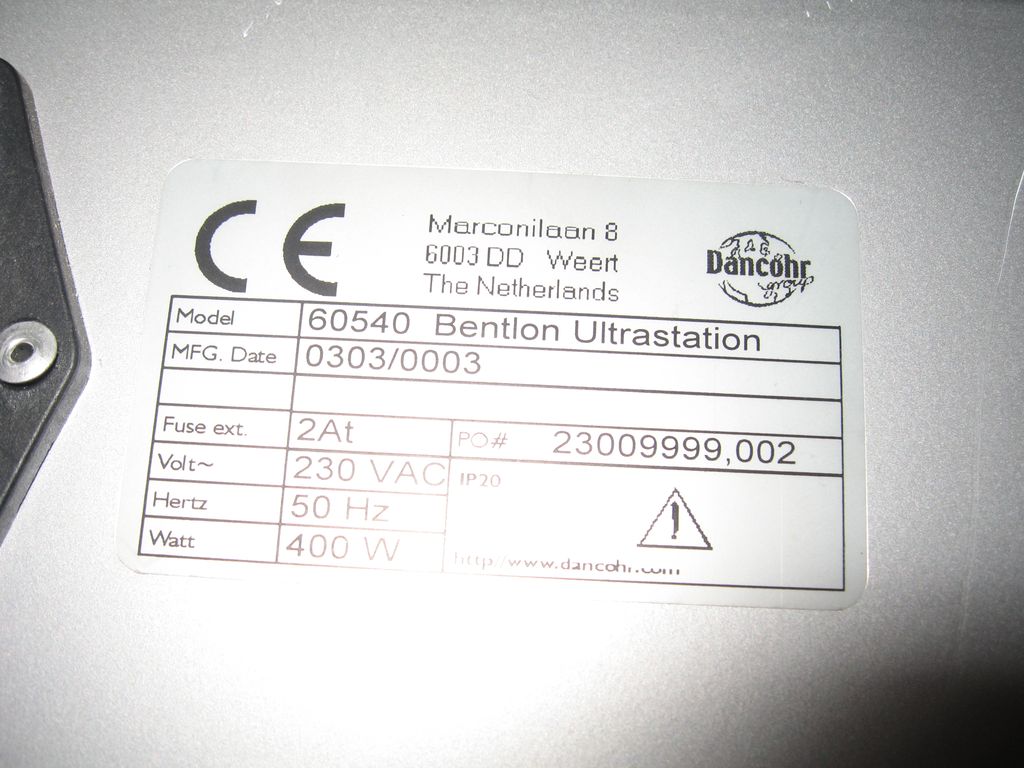 CE
Marconilaan 8
6003 DD Weert
The Netherlands
Dancohr
group
Model 60540 Bentlon Ultrastation
MFG. Date 0303/0003
Fuse ext. 2At PO# 23009999,002
Volt~ 230 VAC IP20
Hertz 50 Hz
Watt 400 W
http://www.dancohr.com